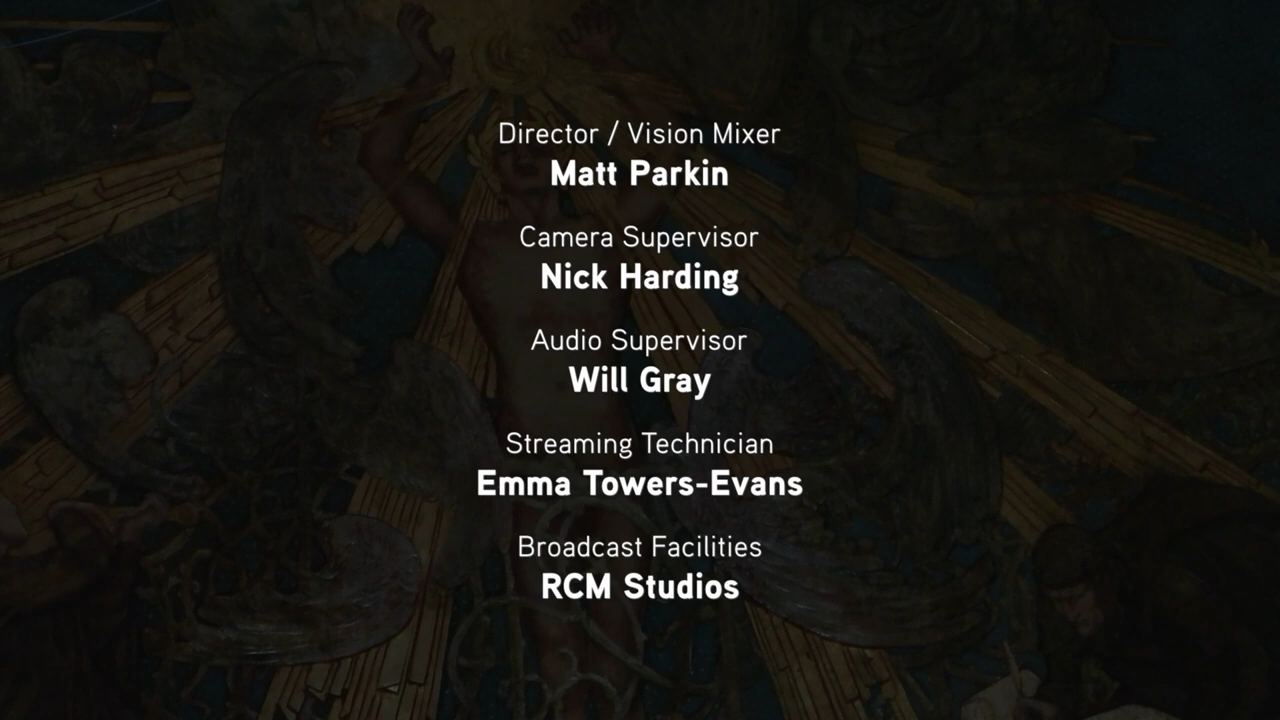 Director / Vision Mixer
Matt Parkin
Camera Supervisor
Nick Harding
Audio Supervisor
Will Gray
Streaming Technician
Emma Towers-Evans
Broadcast Facilities
RCM Studios